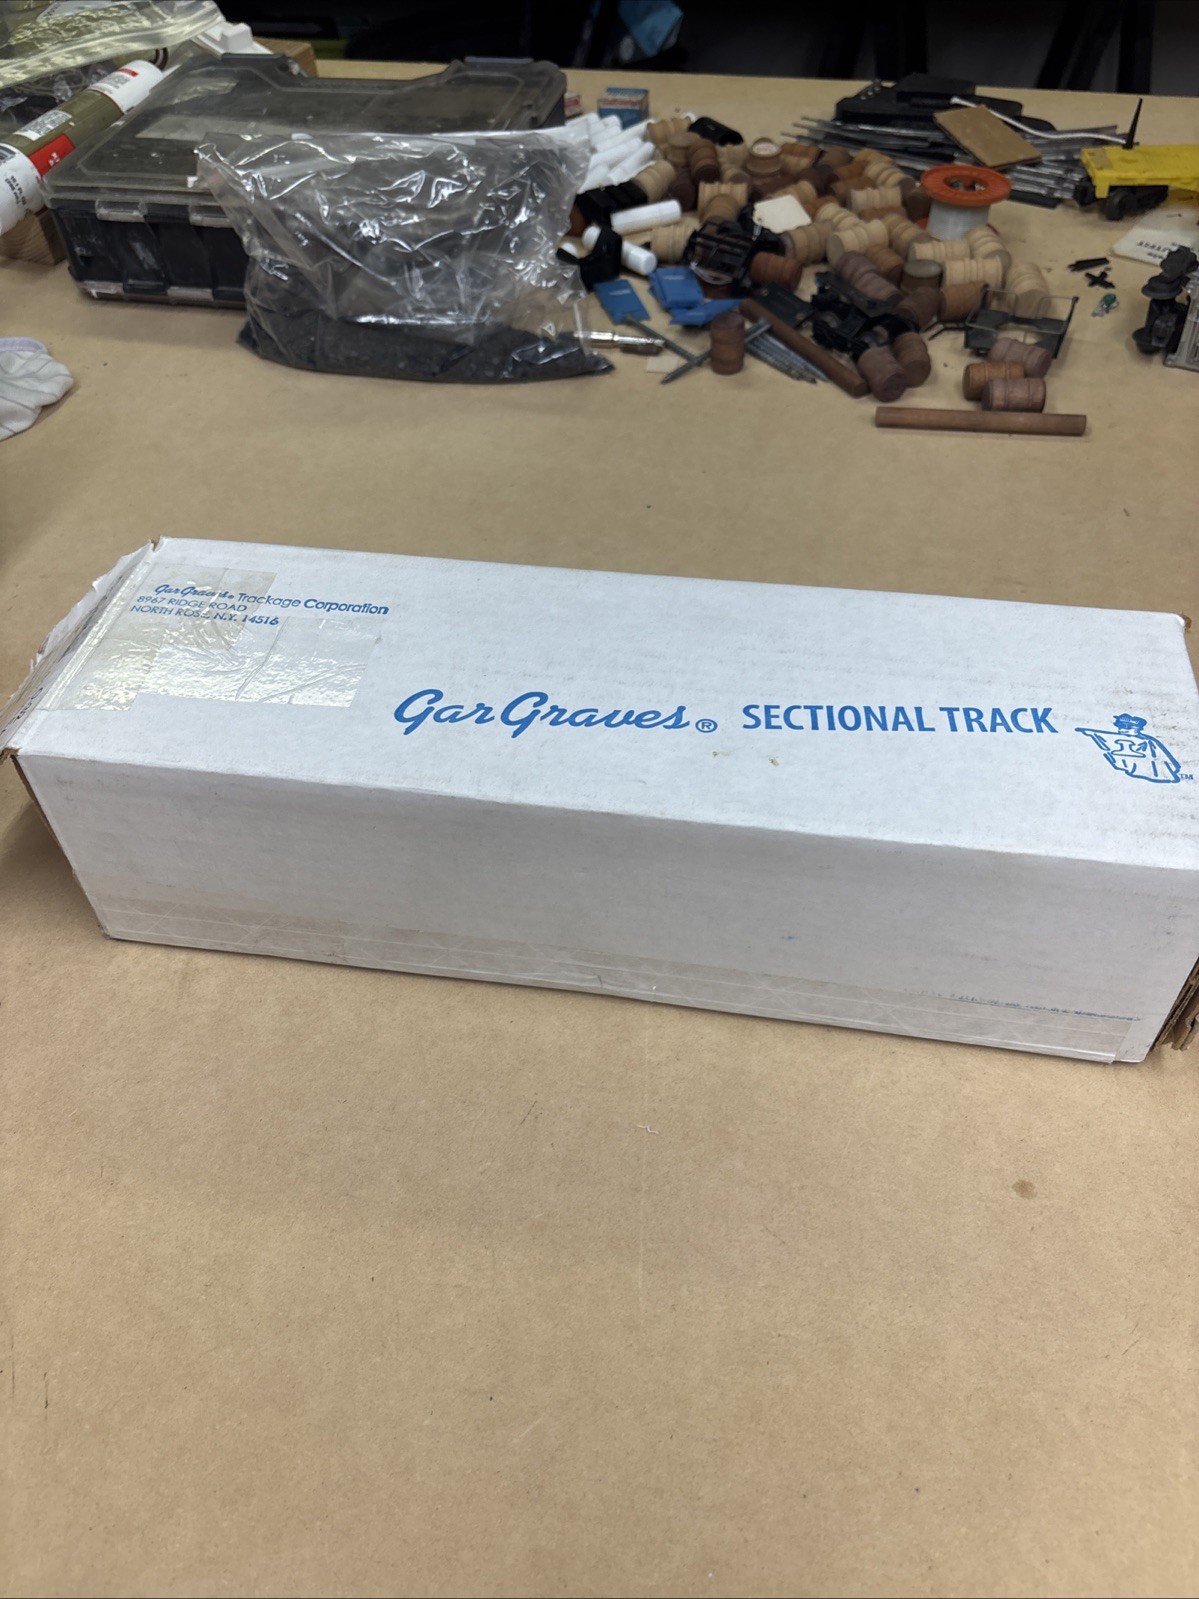 GarGraves® Trackage Corporation
8967 RIDGE ROAD
NORTH ROSE, N.Y. 14516
GarGraves® SECTIONAL TRACK
TM